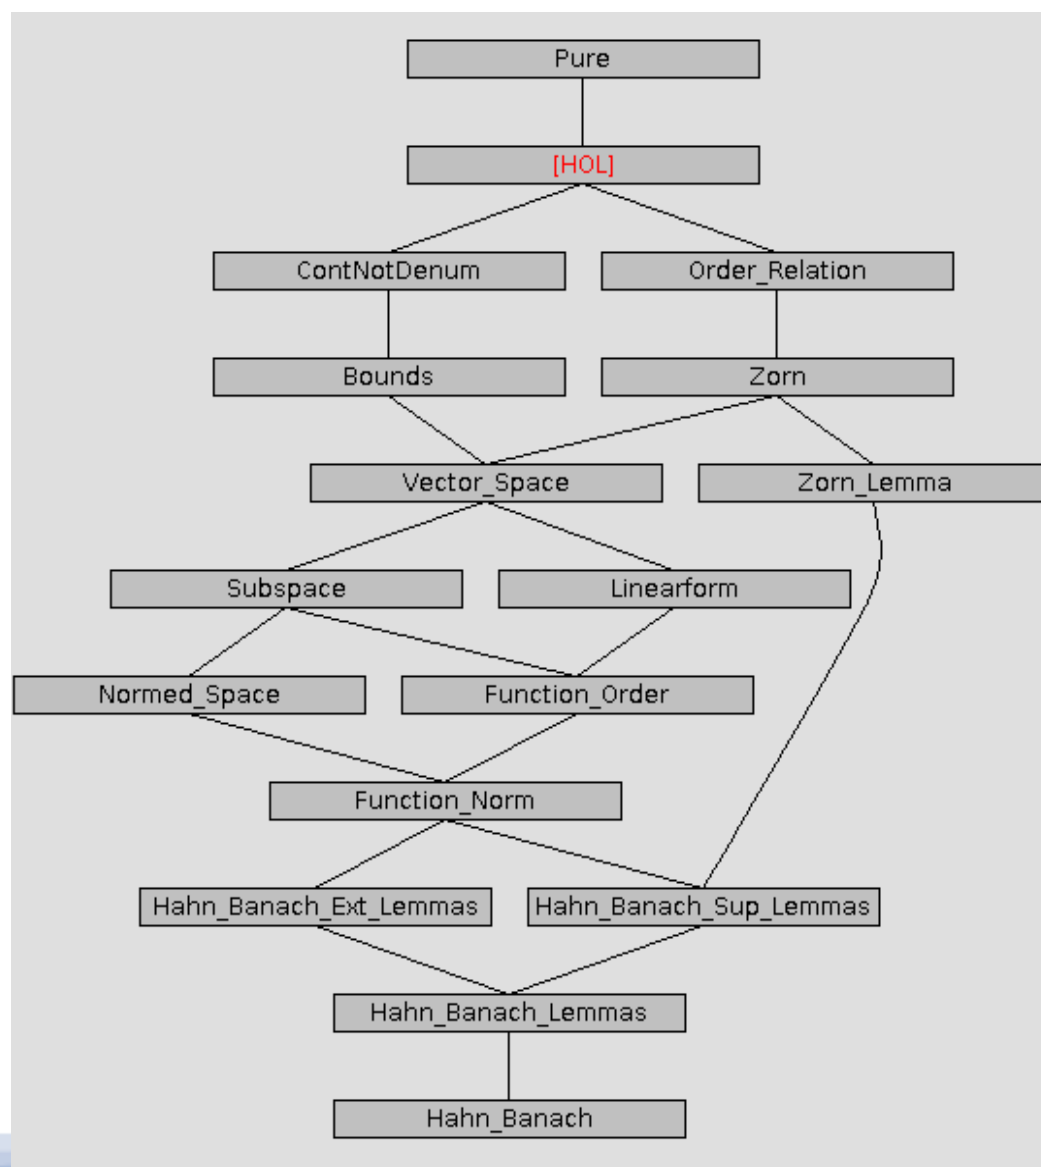 Pure
[HOL]
ContNotDenum
Order_Relation
Bounds
Zorn
Vector_Space
Zorn_Lemma
Subspace
Linearform
Normed_Space
Function_Order
Function_Norm
Hahn_Banach_Ext_Lemmas
Hahn_Banach_Sup_Lemmas
Hahn_Banach_Lemmas
Hahn_Banach